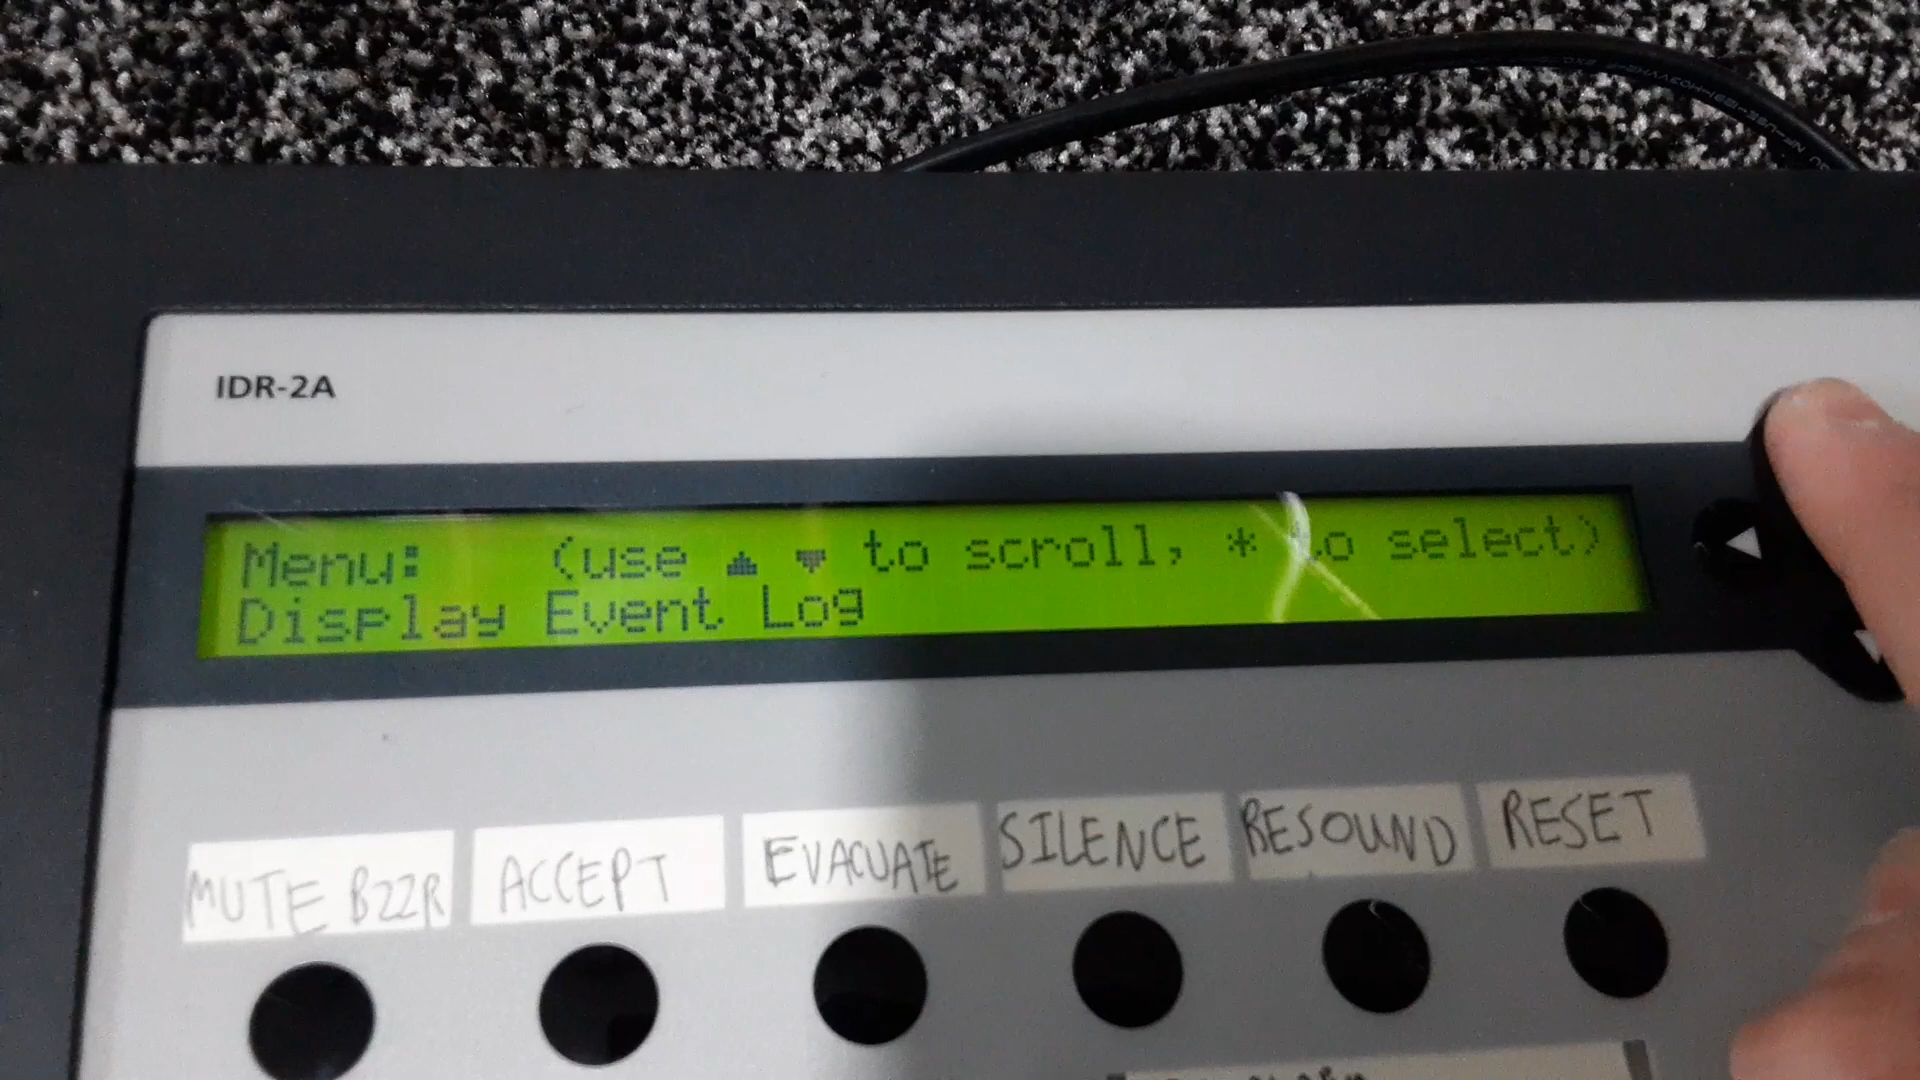 IDR-2A
Menu: (use ▲ ▼ to scroll, * to select)
Display Event Log
MUTE BZZR
ACCEPT
EVACUATE
SILENCE
RESOUND
RESET